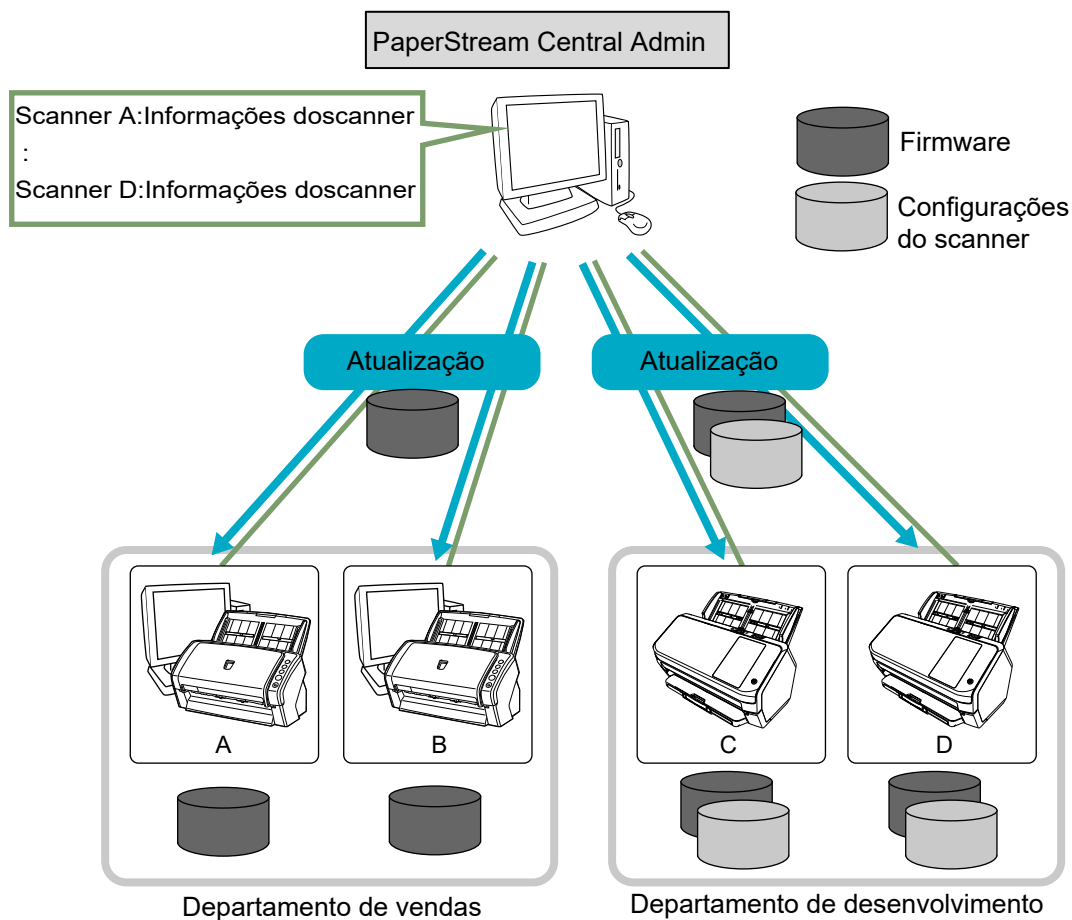 PaperStream Central Admin
Scanner A:Informações doscanner
:
Scanner D:Informações doscanner
Firmware
Configurações
do scanner
Atualização
Atualização
A
B
C
D
Departamento de vendas
Departamento de desenvolvimento